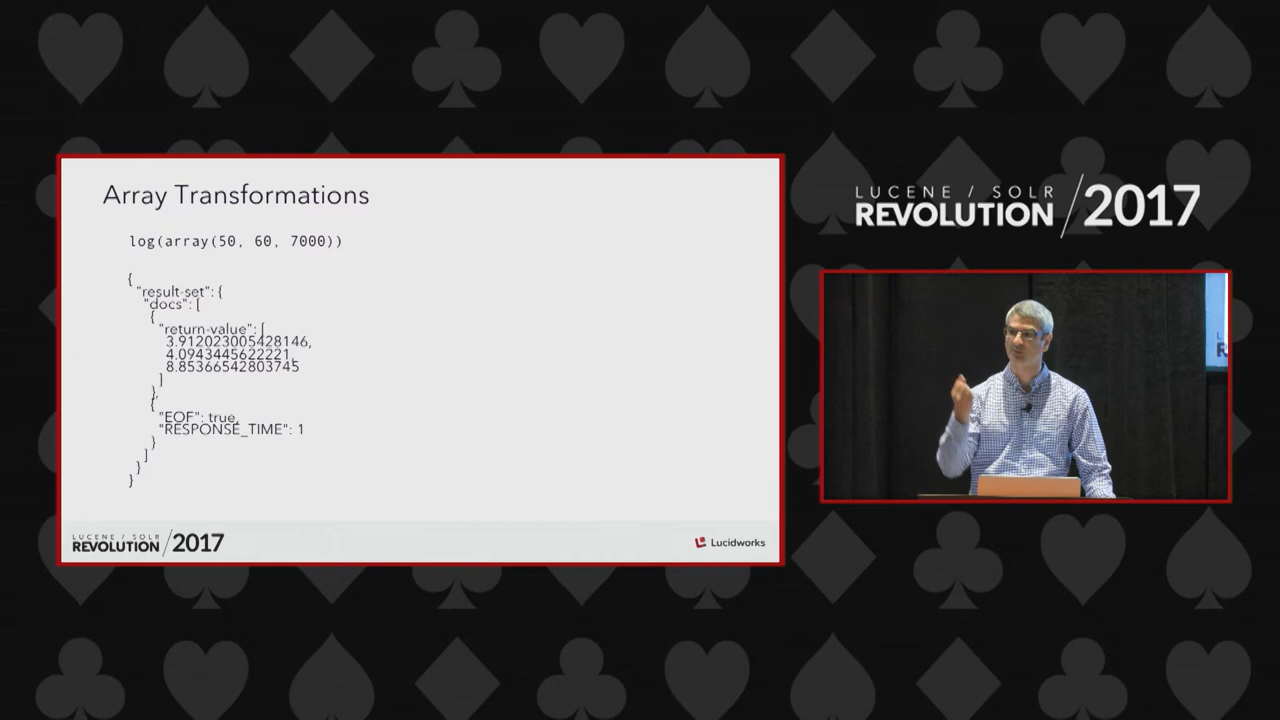 Array Transformations
log(array(50, 60, 7000))
{
"result-set": {
"docs": [
{
"return-value": [
3.912023005428146,
4.0943445622221,
8.85366542803745
]
},
{
"EOF": true,
"RESPONSE_TIME": 1
}
]
}
}
LUCENE / SOLR
REVOLUTION /2017
Lucidworks
LUCENE / SOLR
REVOLUTION /2017